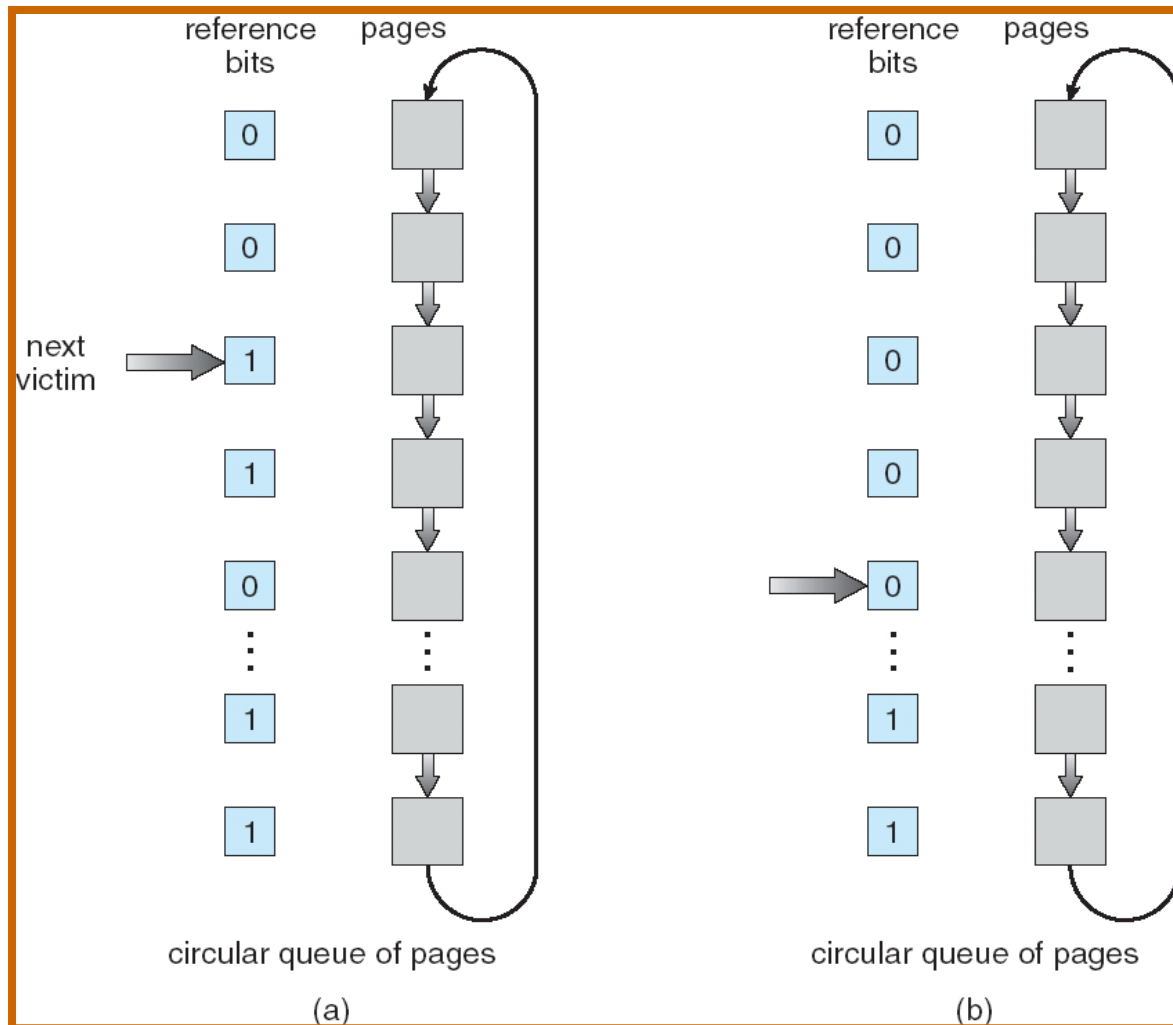 reference pages
bits
0
0
next
victim
1
1
0
1
1
circular queue of pages
(a)
reference pages
bits
0
0
0
0
0
1
1
circular queue of pages
(b)